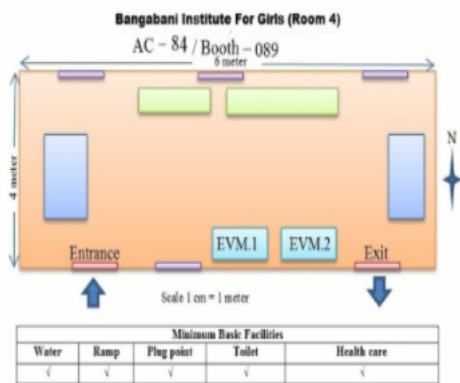 Bangabani Institute For Girls (Room 4)
AC – 84 / Booth – 089
6 meter
N
4 meter
EVM.1 EVM.2
Entrance Exit
Scale 1 cm = 1 meter
Minimum Basic Facilities
Water Ramp Plug point Toilet Health care
√ √ √ √ √